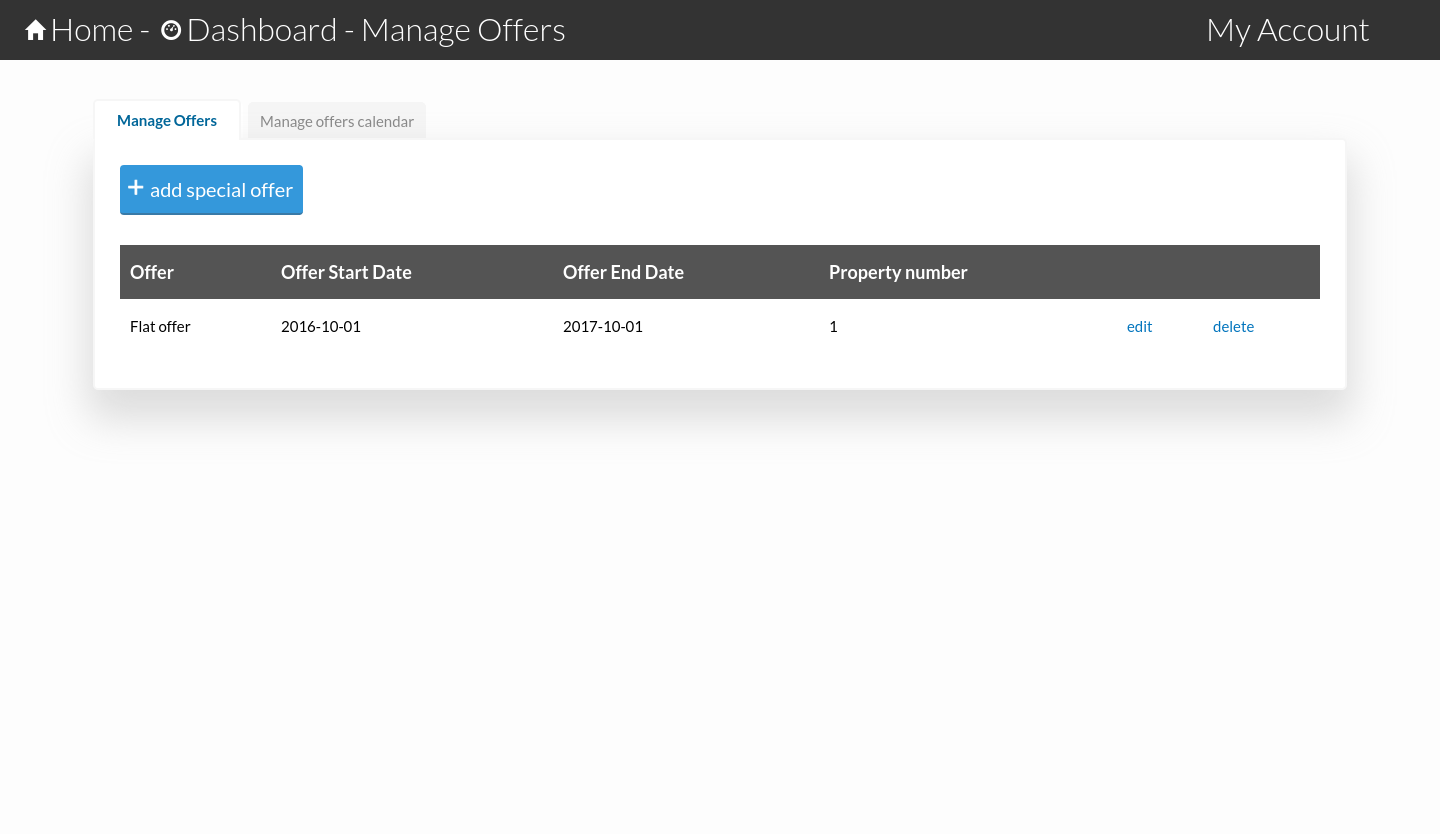 Home - Dashboard - Manage Offers My Account
Manage Offers Manage offers calendar
+ add special offer
Offer Offer Start Date Offer End Date Property number
Flat offer 2016-10-01 2017-10-01 1 edit delete